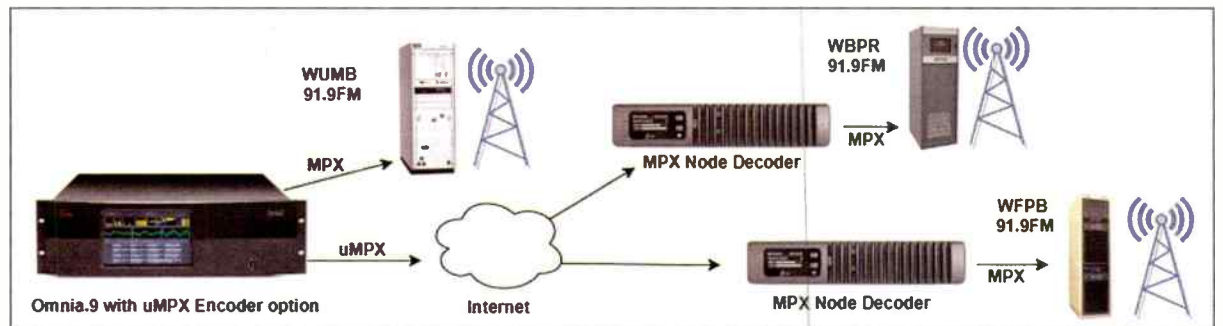 WUMB
91.9FM
WBPR
91.9FM
MPX
MPX Node Decoder
MPX
WFPB
91.9FM
uMPX
MPX
Omnia.9 with uMPX Encoder option
Internet
MPX Node Decoder